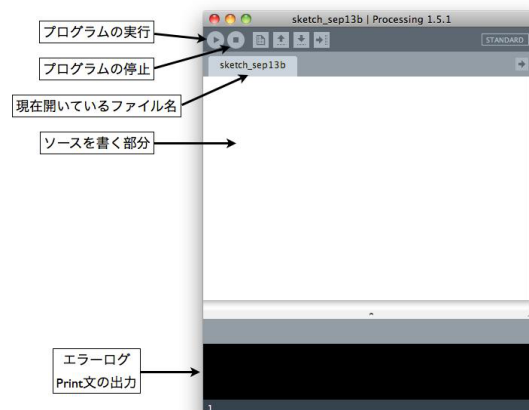 sketch_sep13b | Processing 1.5.1
プログラムの実行
STANDARD
プログラムの停止
sketch_sep13b
現在開いているファイル名
ソースを書く部分
エラーログ
Print文の出力
1